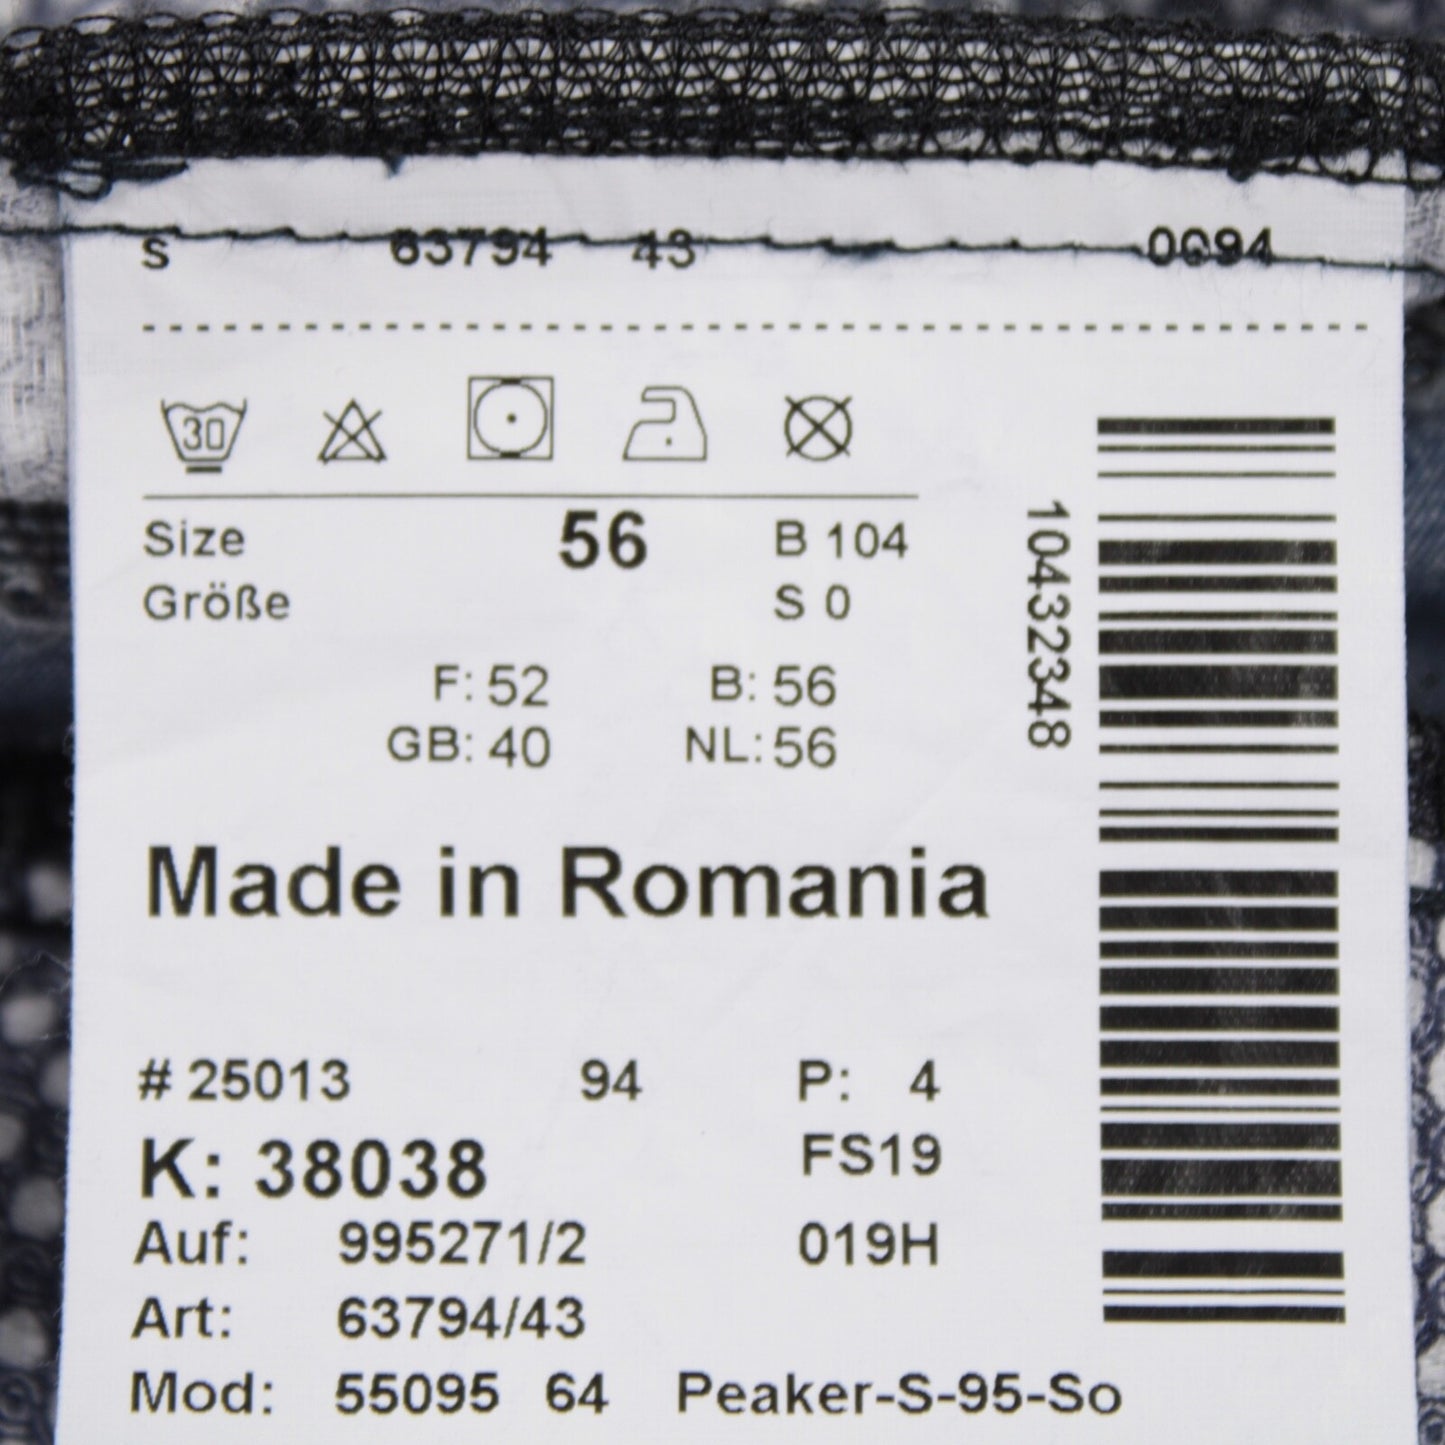 S 63794 43 0094
30
Size 56 B 104
Größe S 0
F: 52 B: 56
GB: 40 NL: 56
10432348
Made in Romania
# 25013 94 P: 4
K: 38038 FS19
Auf: 995271/2 019H
Art: 63794/43
Mod: 55095 64 Peaker-S-95-So